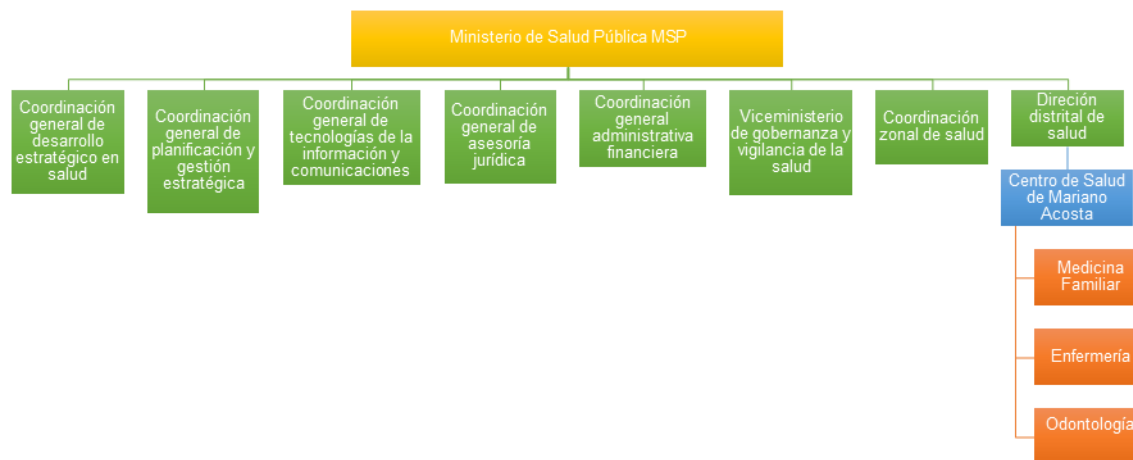 Ministerio de Salud Pública MSP
Coordinación
general de
desarrollo
estratégico en
salud
Coordinación
general de
planificación y
gestión
estratégica
Coordinación
general de
tecnologías de la
información y
comunicaciones
Coordinación
general de
asesoría
jurídica
Coordinación
general
administrativa
financiera
Viceministerio
de gobernanza y
vigilancia de la
salud
Coordinación
zonal de salud
Direción
distrital de
salud
Centro de Salud
de Mariano
Acosta
Medicina
Familiar
Enfermería
Odontología